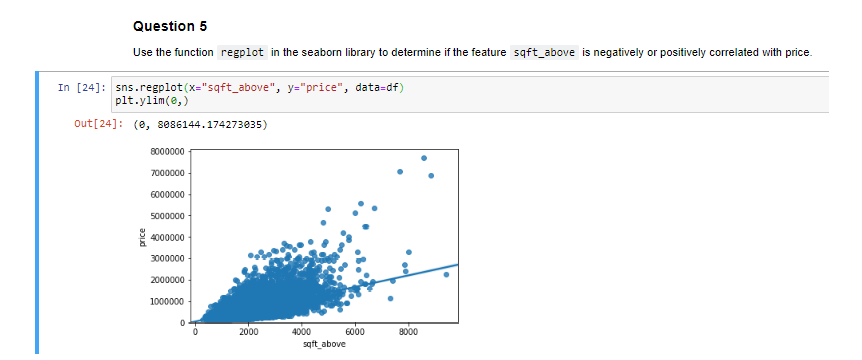 Question 5
Use the function regplot in the seaborn library to determine if the feature sqft_above is negatively or positively correlated with price.
In [24]: sns.regplot(x="sqft_above", y="price", data=df)
plt.ylim(0,)
Out[24]: (0, 8086144.174273035)
8000000
7000000
6000000
5000000
4000000
3000000
2000000
1000000
0
price
0 2000 4000 6000 8000
sqft_above